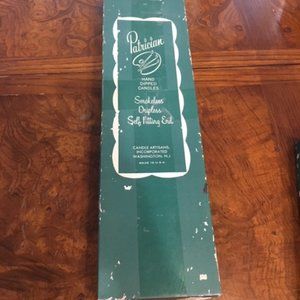 Patrician
HAND
DIPPED
CANDLES
Smokeless
Dripless
Self Fitting End
CANDLE ARTISANS,
INCORPORATED
WASHINGTON, N.J.
MADE IN U.S.A.